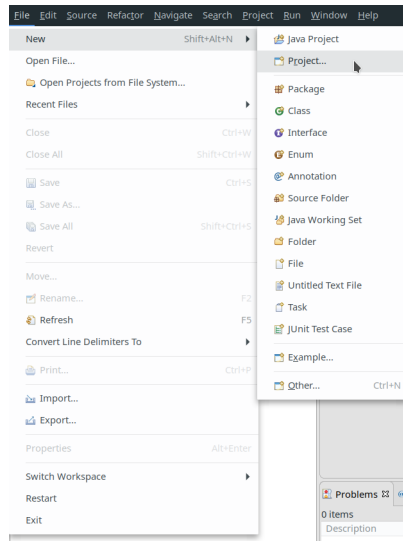 File Edit Source Refactor Navigate Search Project Run Window Help
New Shift+Alt+N
Open File...
Open Projects from File System...
Recent Files
Close Ctrl+W
Close All Shift+Ctrl+W
Save Ctrl+S
Save As...
Save All Shift+Ctrl+S
Revert
Move...
Rename... F2
Refresh F5
Convert Line Delimiters To
Print... Ctrl+P
Import...
Export...
Properties Alt+Enter
Switch Workspace
Restart
Exit
Java Project
Project...
Package
Class
Interface
Enum
Annotation
Source Folder
Java Working Set
Folder
File
Untitled Text File
Task
JUnit Test Case
Example...
Other... Ctrl+N
Problems
0 items
Description